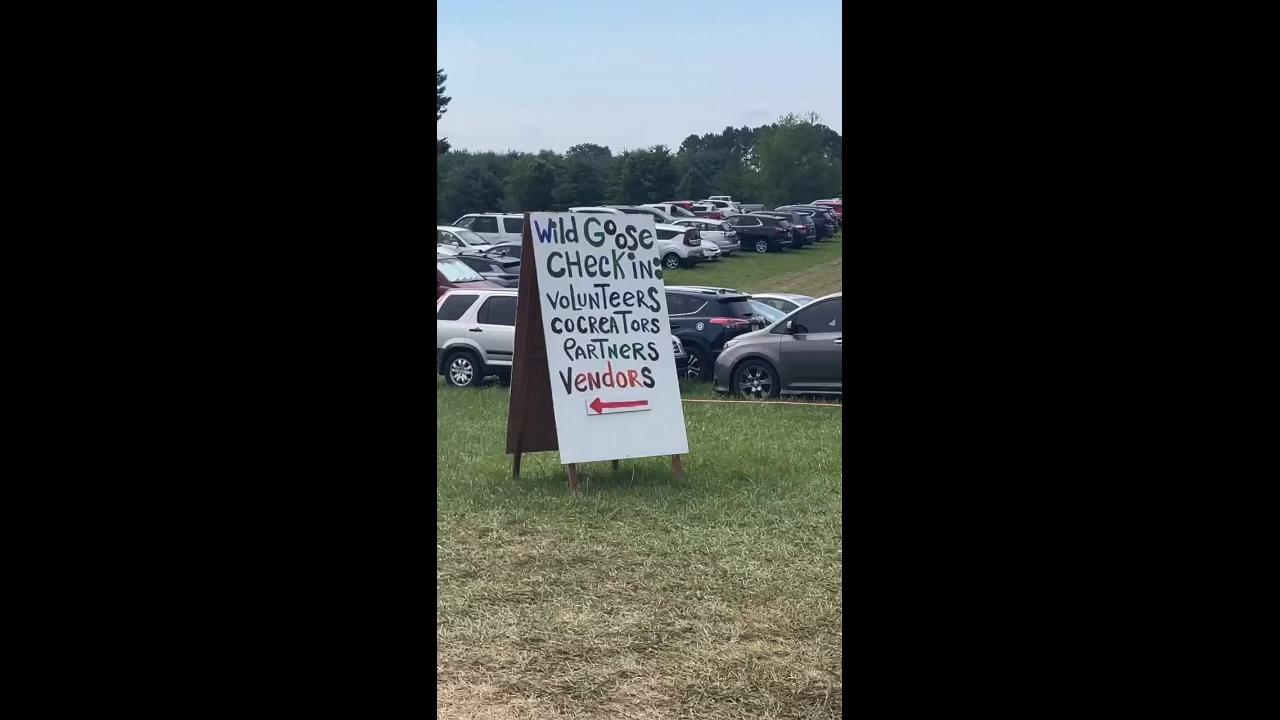 Wild Goose
CHeck in:
VOLUNTeeRS
COCReaTORS
PaRTNeRS
VendoRS